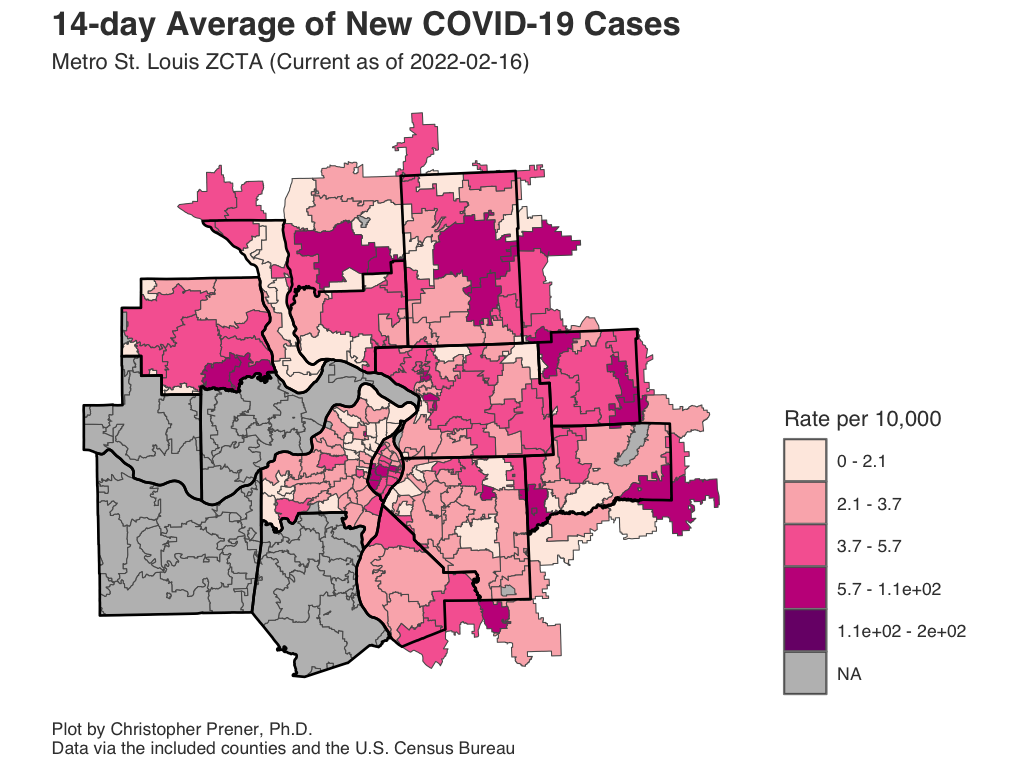 14-day Average of New COVID-19 Cases
Metro St. Louis ZCTA (Current as of 2022-02-16)
Rate per 10,000
0 - 2.1
2.1 - 3.7
3.7 - 5.7
5.7 - 1.1e+02
1.1e+02 - 2e+02
NA
Plot by Christopher Prener, Ph.D.
Data via the included counties and the U.S. Census Bureau